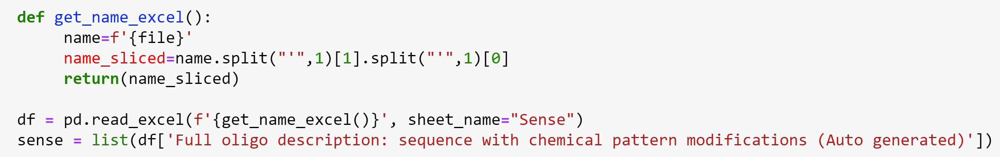 def get_name_excel():
     name=f'{file}'
     name_sliced=name.split("'",1)[1].split("'",1)[0]
     return(name_sliced)

df = pd.read_excel(f'{get_name_excel()}', sheet_name="Sense")
sense = list(df['Full oligo description: sequence with chemical pattern modifications (Auto generated)'])